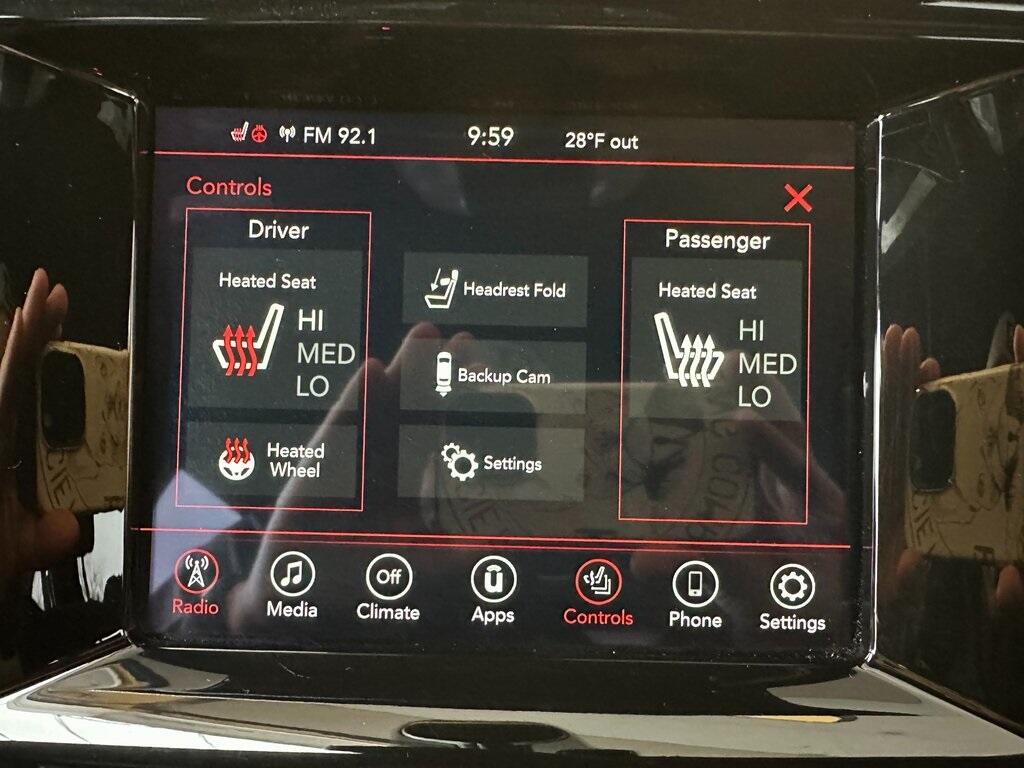 FM 92.1
9:59
28°F out
Controls
Driver
Heated Seat
HI
MED
LO
Heated
Wheel
Headrest Fold
Backup Cam
Settings
Passenger
Heated Seat
HI
MED
LO
Radio
Media
Off
Climate
Apps
Controls
Phone
Settings